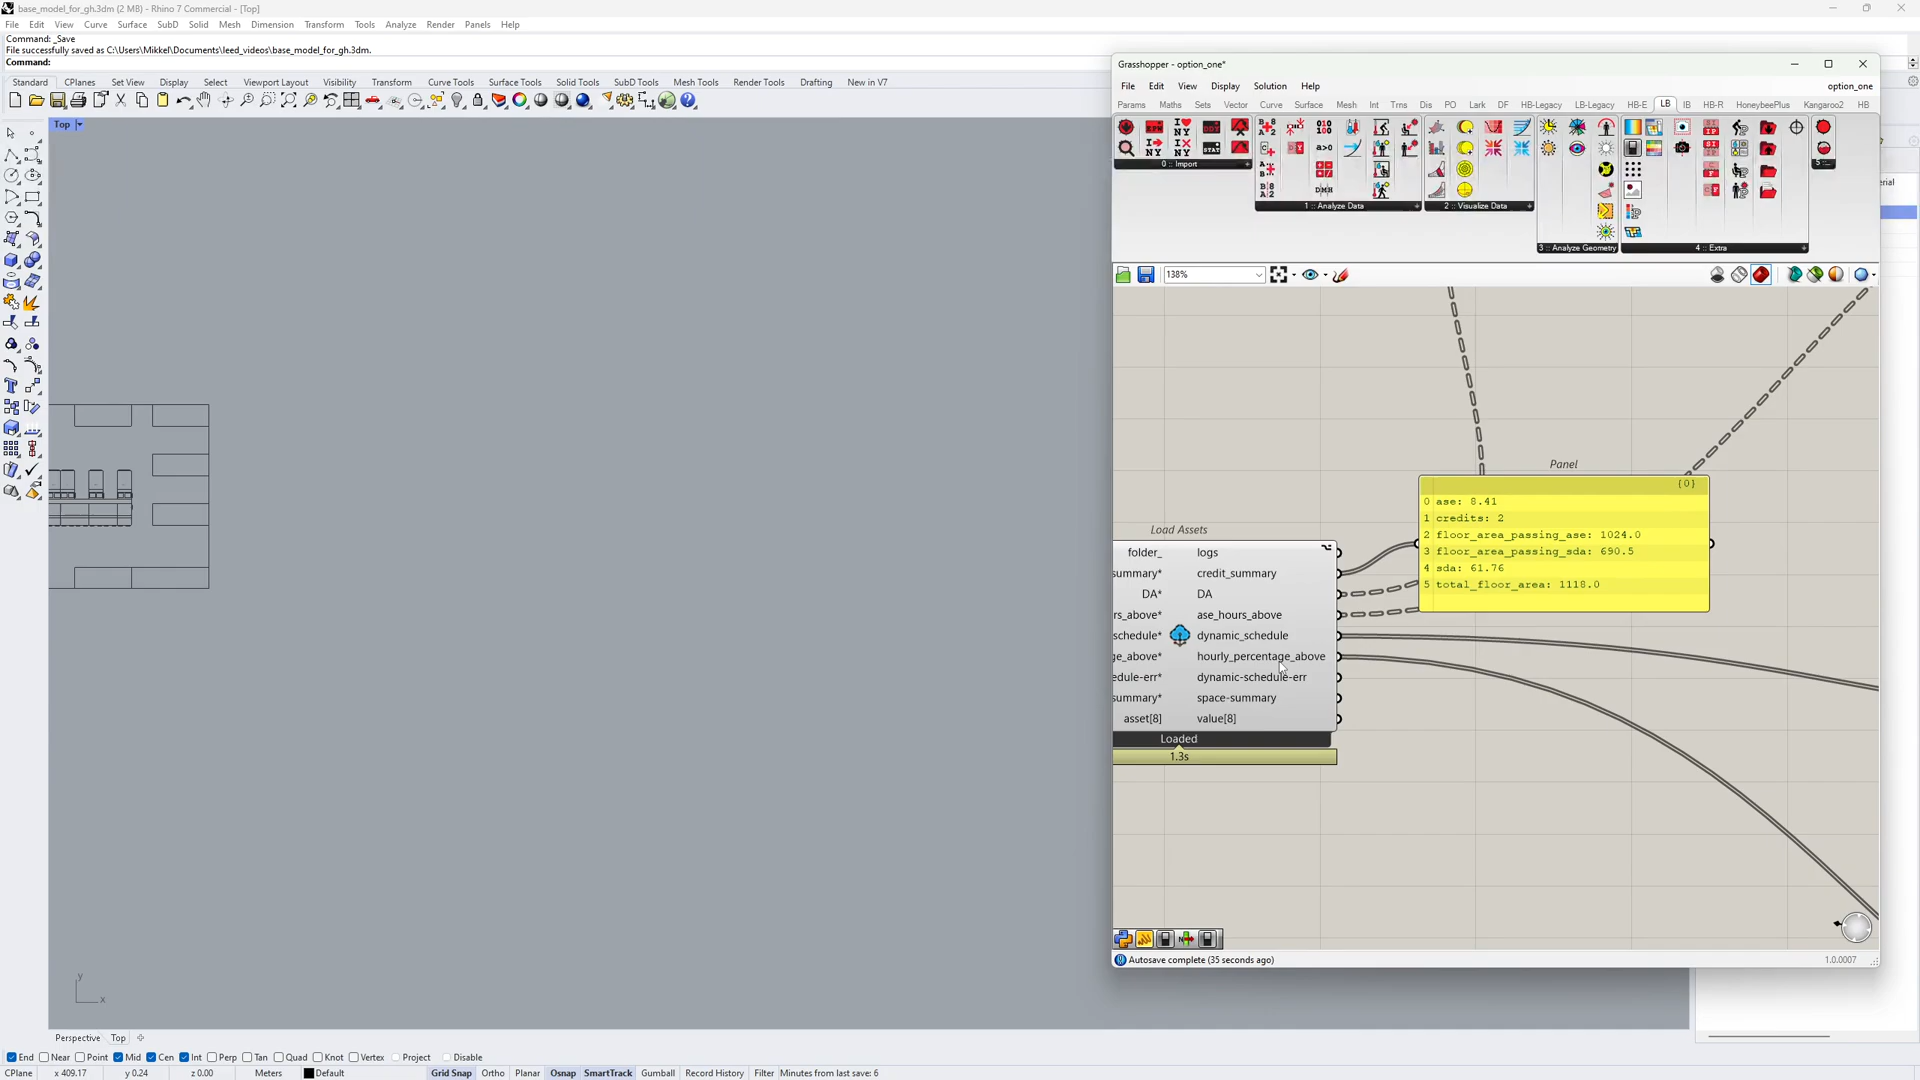 base_model_for_gh.3dm (2 MB) - Rhino 7 Commercial - [Top]
File Edit View Curve Surface SubD Solid Mesh Dimension Transform Tools Analyze Render Panels Help
Command: _Save
File successfully saved as C:\Users\Mikkel\Documents\leed_videos\base_model_for_gh.3dm.
Command:
Standard CPlanes Set View Display Select Viewport Layout Visibility Transform Curve Tools Surface Tools Solid Tools SubD Tools Mesh Tools Render Tools Drafting New in V7
Top
Grasshopper - option_one*
File Edit View Display Solution Help
option_one
Params Maths Sets Vector Curve Surface Mesh Int Trns Dis PO Lark DF HB-Legacy LB-Legacy HB-E LB IB HB-R HoneybeePlus Kangaroo2 HB
0 :: Import
1 :: Analyze Data
2 :: Visualize Data
3 :: Analyze Geometry
4 :: Extra
138%
erial
Panel
{0}
0 ase: 8.41
1 credits: 2
2 floor_area_passing_ase: 1024.0
3 floor_area_passing_sda: 690.5
4 sda: 61.76
5 total_floor_area: 1118.0
Load Assets
folder_ logs
summary* credit_summary
DA* DA
rs_above* ase_hours_above
schedule* dynamic_schedule
ge_above* hourly_percentage_above
edule-err* dynamic-schedule-err
summary* space-summary
asset[8] value[8]
Loaded
1.3s
Autosave complete (35 seconds ago)
1.0.0007
y
x
Perspective Top
End Near Point Mid Cen Int Perp Tan Quad Knot Vertex Project Disable
CPlane x 409.17 y 0.24 z 0.00 Meters Default Grid Snap Ortho Planar Osnap SmartTrack Gumball Record History Filter Minutes from last save: 6